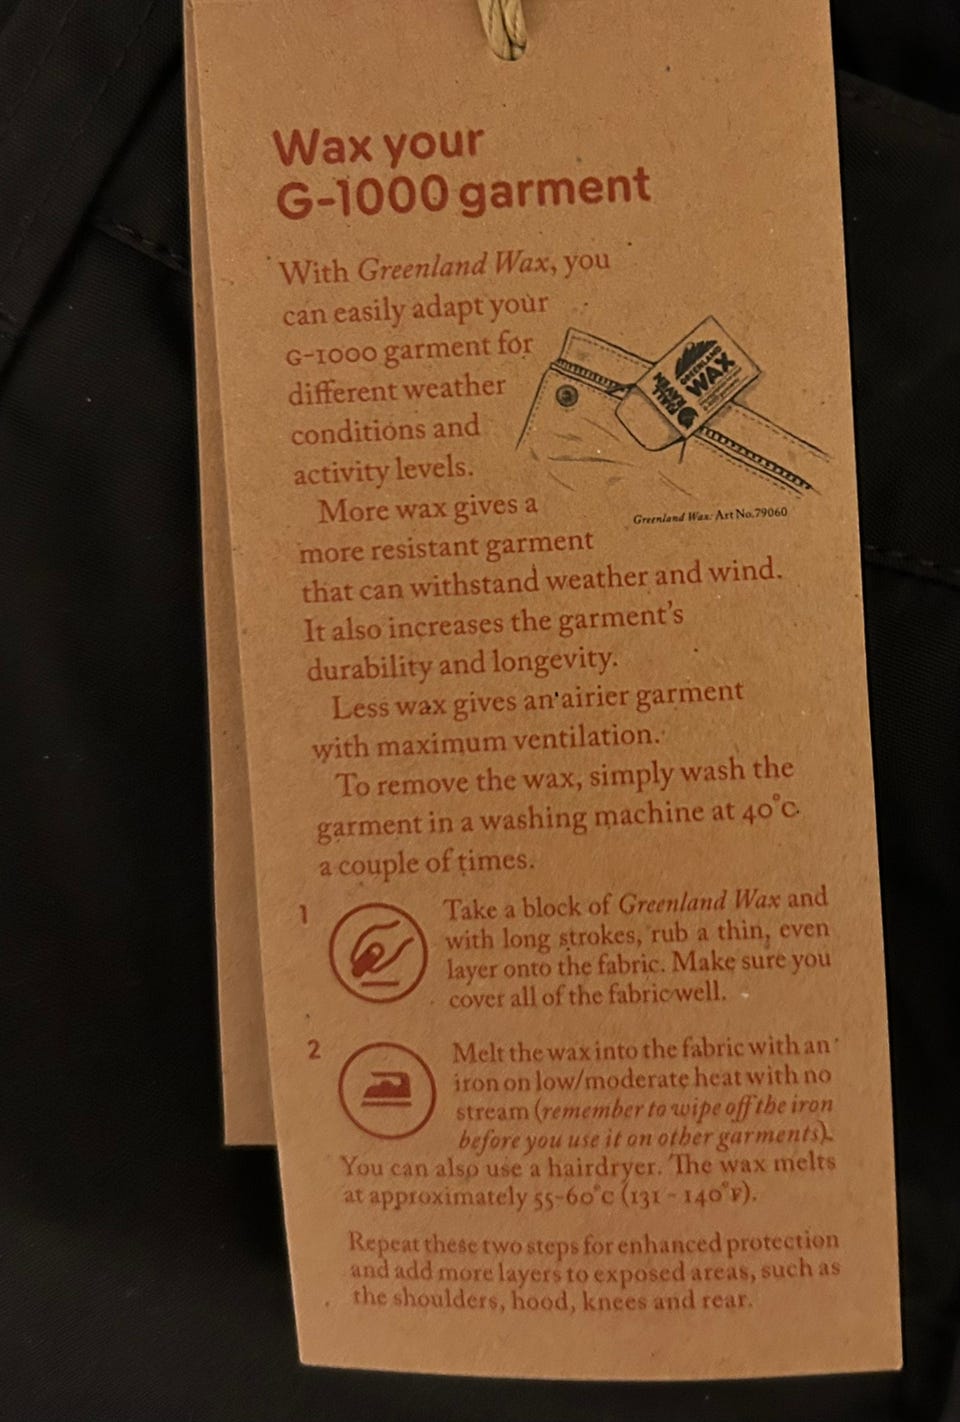 Wax your
G-1000 garment
With Greenland Wax, you
can easily adapt your
G-1000 garment for
different weather
conditions and
activity levels.
More wax gives a
more resistant garment
that can withstand weather and wind.
It also increases the garment's
durability and longevity.
Less wax gives an airier garment
with maximum ventilation.
To remove the wax, simply wash the
garment in a washing machine at 40°C
a couple of times.
GREENLAND
WAX
FJÄLL
RÄVEN
Greenland Wax: Art No.79060
1
Take a block of Greenland Wax and
with long strokes, rub a thin, even
layer onto the fabric. Make sure you
cover all of the fabric well.
2
Melt the wax into the fabric with an
iron on low/moderate heat with no
stream (remember to wipe off the iron
before you use it on other garments).
You can also use a hairdryer. The wax melts
at approximately 55-60°C (131 - 140°F).
Repeat these two steps for enhanced protection
and add more layers to exposed areas, such as
the shoulders, hood, knees and rear.